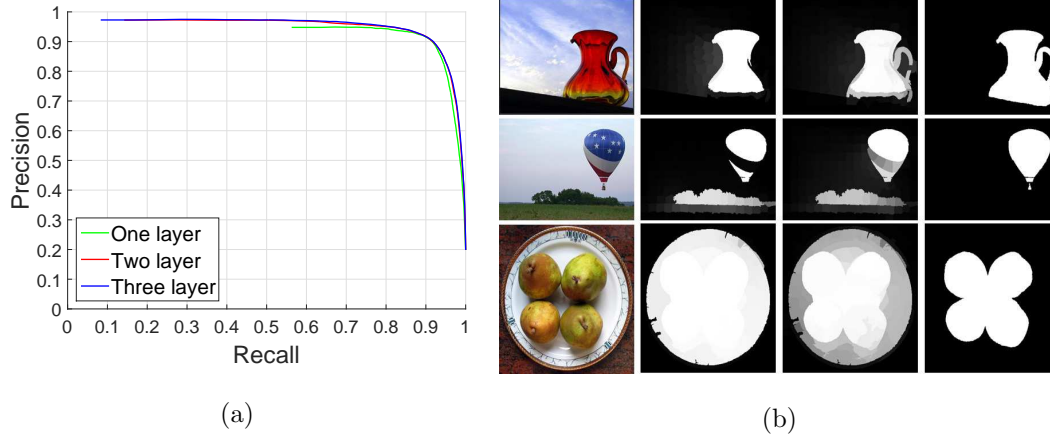 1
0.9
0.8
0.7
0.6
0.5
0.4
0.3
0.2
0.1
0
Precision
One layer
Two layer
Three layer
0 0.1 0.2 0.3 0.4 0.5 0.6 0.7 0.8 0.9 1
Recall
(a)
(b)